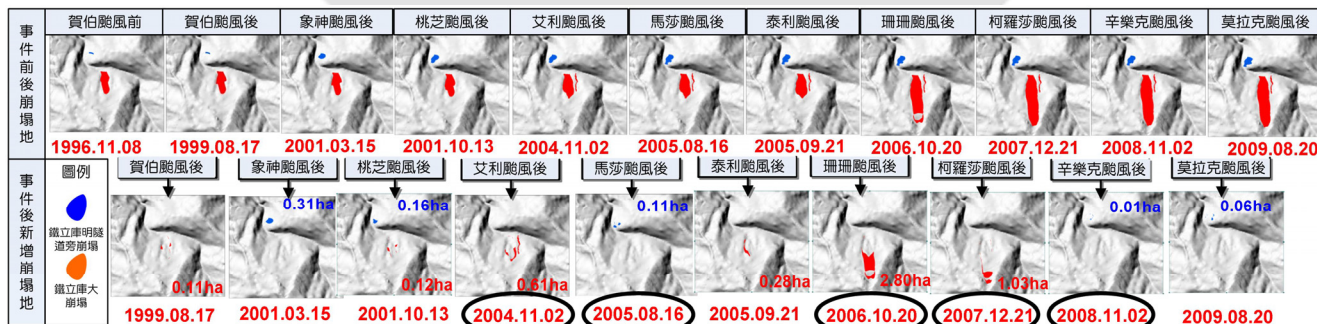 事件前後崩塌地
賀伯颱風前 賀伯颱風後 象神颱風後 桃芝颱風後 艾利颱風後 馬莎颱風後 泰利颱風後 珊珊颱風後 柯羅莎颱風後 辛樂克颱風後 莫拉克颱風後
1996.11.08 1999.08.17 2001.03.15 2001.10.13 2004.11.02 2005.08.16 2005.09.21 2006.10.20 2007.12.21 2008.11.02 2009.08.20
事件後新增崩塌地
圖例
鐵立庫明隧
道旁崩塌
鐵立庫大
崩塌
賀伯颱風後 象神颱風後 桃芝颱風後 艾利颱風後 馬莎颱風後 泰利颱風後 珊珊颱風後 柯羅莎颱風後 辛樂克颱風後 莫拉克颱風後
0.31ha 0.16ha 0.11ha 0.01ha 0.06ha
0.11ha 0.12ha 0.61ha 0.28ha 2.80ha 1.03ha
1999.08.17 2001.03.15 2001.10.13 2004.11.02 2005.08.16 2005.09.21 2006.10.20 2007.12.21 2008.11.02 2009.08.20